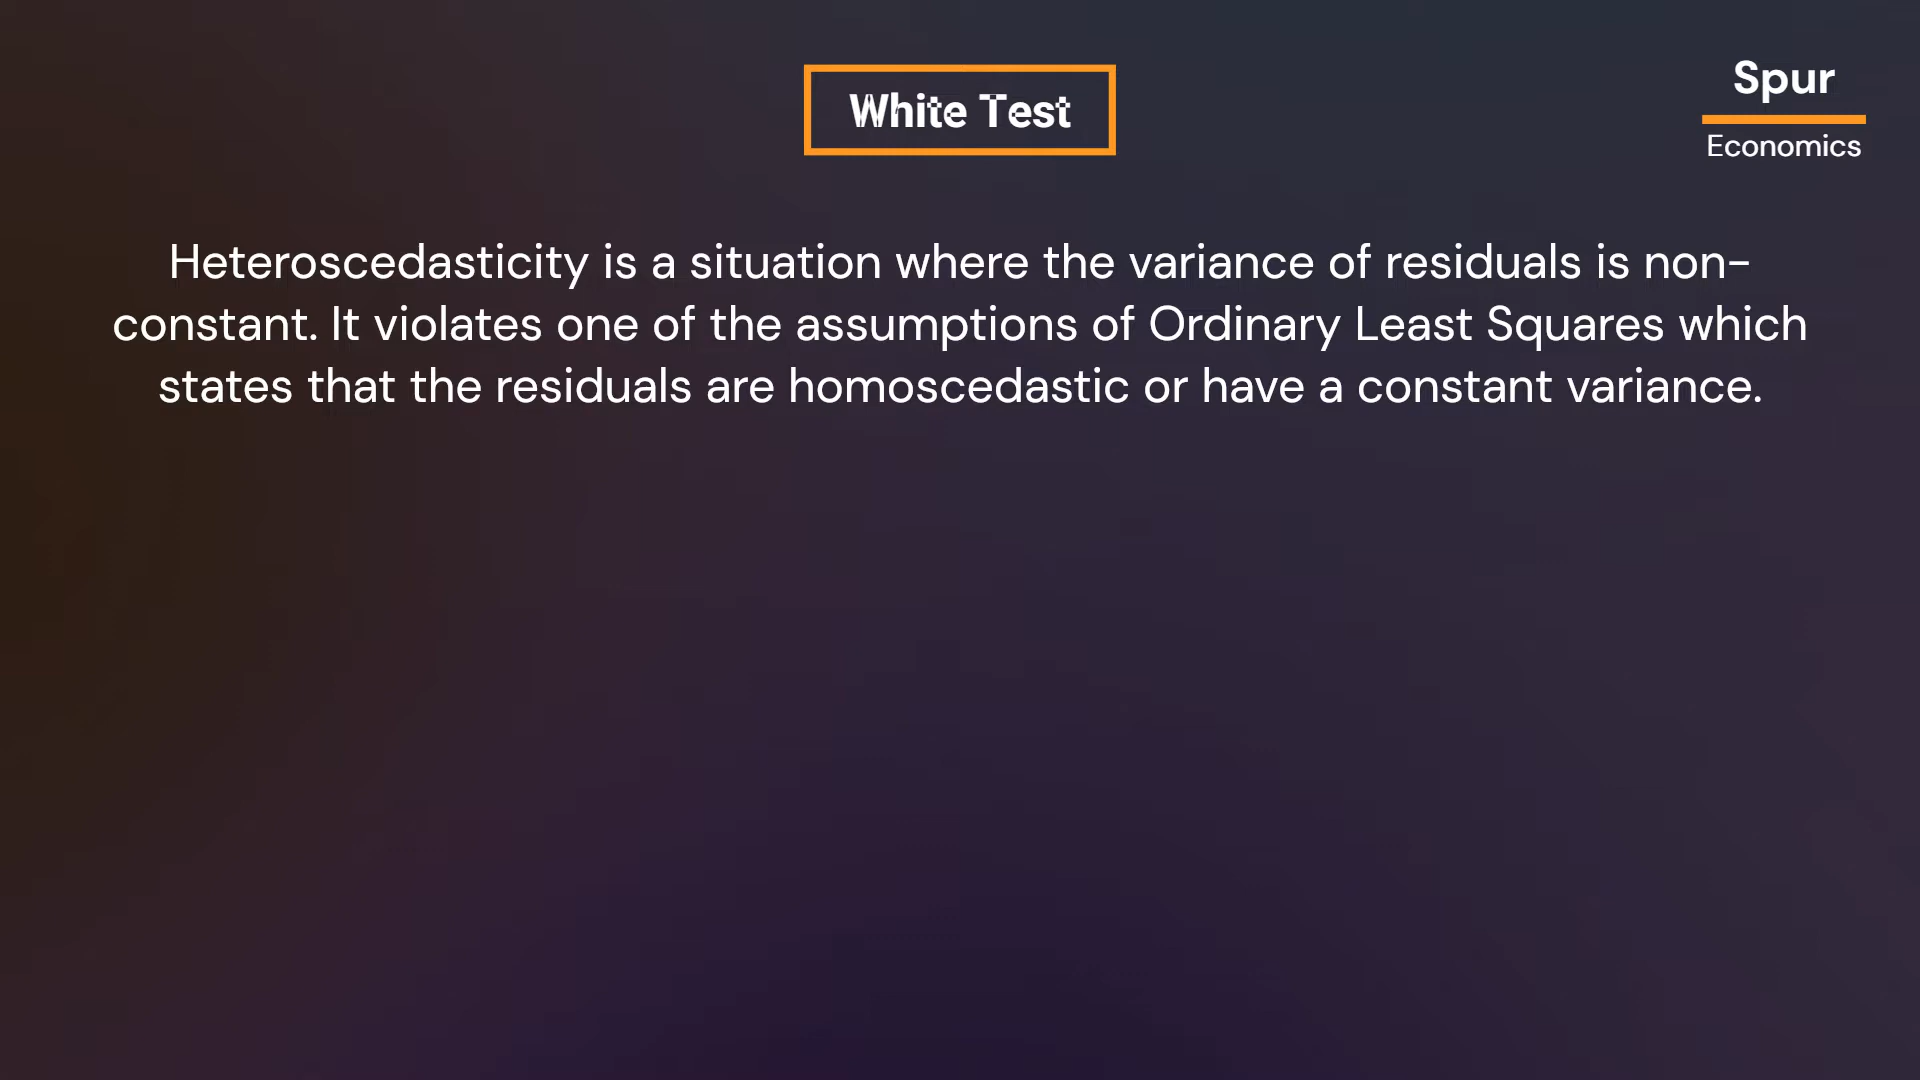 White Test
Spur
Economics
Heteroscedasticity is a situation where the variance of residuals is non-
constant. It violates one of the assumptions of Ordinary Least Squares which
states that the residuals are homoscedastic or have a constant variance.